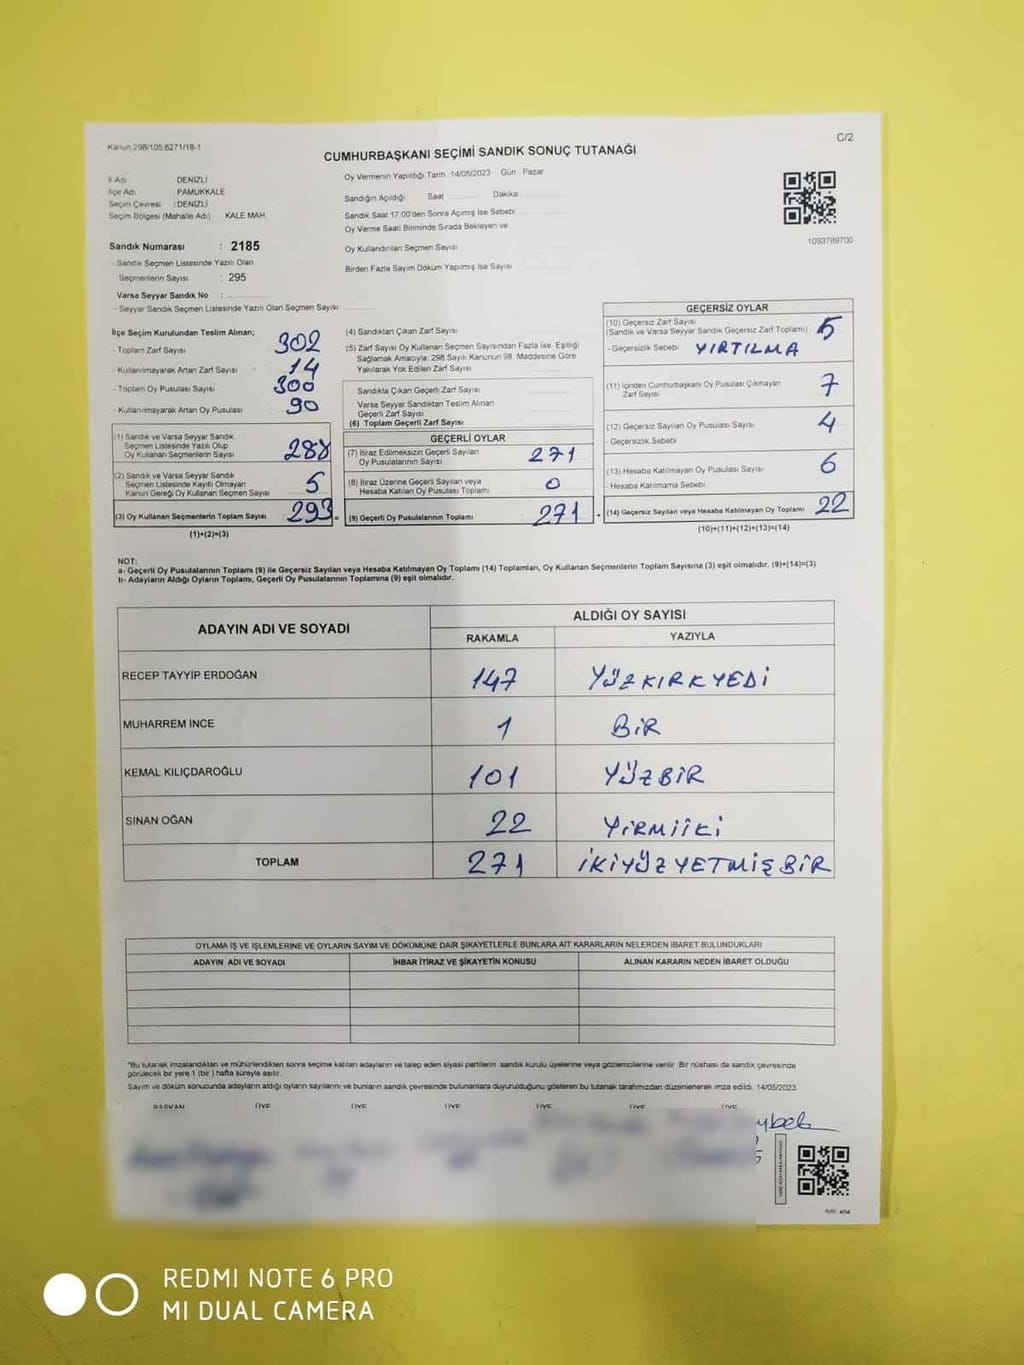 Kanun 298/105,6271/18-1
C/2
CUMHURBAŞKANI SEÇİMİ SANDIK SONUÇ TUTANAĞI
İl Adı : DENİZLİ
İlçe Adı : PAMUKKALE
Seçim Çevresi : DENİZLİ
Seçim Bölgesi (Mahalle Adı) KALE MAH.
Sandık Numarası : 2185
- Sandık Seçmen Listesinde Yazılı Olan
Seçmenlerin Sayısı : 295
Varsa Seyyar Sandık No :
- Seyyar Sandık Seçmen Listesinde Yazılı Olan Seçmen Sayısı :
Oy Vermenin Yapıldığı Tarih 14/05/2023 Gün Pazar
Sandığın Açıldığı Saat Dakika
Sandık Saat 17:00'den Sonra Açılmış İse Sebebi
Oy Verme Saati Bitiminde Sırada Bekleyen ve
Oy Kullandırılan Seçmen Sayısı
Birden Fazla Sayım Döküm Yapılmış İse Sayısı
1093789700
İlçe Seçim Kurulundan Teslim Alınan;
- Toplam Zarf Sayısı 302
- Kullanılmayarak Artan Zarf Sayısı 14
- Toplam Oy Pusulası Sayısı 300
- Kullanılmayarak Artan Oy Pusulası 90
(1) Sandık ve Varsa Seyyar Sandık
Seçmen Listesinde Yazılı Olup
Oy Kullanan Seçmenlerin Sayısı 288
(2) Sandık ve Varsa Seyyar Sandık
Seçmen Listesinde Kayıtlı Olmayan
Kanun Gereği Oy Kullanan Seçmen Sayısı 5
(3) Oy Kullanan Seçmenlerin Toplam Sayısı 293 =
(1)+(2)=(3)
(4) Sandıktan Çıkan Zarf Sayısı
(5) Zarf Sayısı Oy Kullanan Seçmen Sayısından Fazla İse, Eşitliği
Sağlamak Amacıyla; 298 Sayılı Kanunun 98. Maddesine Göre
Yakılarak Yok Edilen Zarf Sayısı
Sandıkta Çıkan Geçerli Zarf Sayısı
Varsa Seyyar Sandıktan Teslim Alınan
Geçerli Zarf Sayısı
(6) Toplam Geçerli Zarf Sayısı
GEÇERLİ OYLAR
(7) İtiraz Edilmeksizin Geçerli Sayılan
Oy Pusulalarının Sayısı 271
(8) İtiraz Üzerine Geçerli Sayılan veya
Hesaba Katılan Oy Pusulası Toplamı 0
(9) Geçerli Oy Pusulalarının Toplamı 271 +
GEÇERSİZ OYLAR
(10) Geçersiz Zarf Sayısı
(Sandık ve Varsa Seyyar Sandık Geçersiz Zarf Toplamı) 5
- Geçersizlik Sebebi YIRTILMA
(11) İçinden Cumhurbaşkanı Oy Pusulası Çıkmayan
Zarf Sayısı 7
(12) Geçersiz Sayılan Oy Pusulası Sayısı 4
- Geçersizlik Sebebi
(13) Hesaba Katılmayan Oy Pusulası Sayısı 6
- Hesaba Katılmama Sebebi
(14) Geçersiz Sayılan veya Hesaba Katılmayan Oy Toplamı 22
(10)+(11)+(12)+(13)=(14)
NOT:
a- Geçerli Oy Pusulalarının Toplamı (9) ile Geçersiz Sayılan veya Hesaba Katılmayan Oy Toplamı (14) Toplamları, Oy Kullanan Seçmenlerin Toplam Sayısına (3) eşit olmalıdır. (9)+(14)=(3)
b- Adayların Aldığı Oyların Toplamı, Geçerli Oy Pusulalarının Toplamına (9) eşit olmalıdır.
ADAYIN ADI VE SOYADI ALDIĞI OY SAYISI
RAKAMLA YAZIYLA
RECEP TAYYİP ERDOĞAN 147 YÜZKIRKYEDİ
MUHARREM İNCE 1 BİR
KEMAL KILIÇDAROĞLU 101 YÜZBİR
SİNAN OĞAN 22 YİRMİİKİ
TOPLAM 271 İKİYÜZYETMİŞBİR
OYLAMA İŞ VE İŞLEMLERİNE VE OYLARIN SAYIM VE DÖKÜMÜNE DAİR ŞİKAYETLERLE BUNLARA AİT KARARLARIN NELERDEN İBARET BULUNDUKLARI
ADAYIN ADI VE SOYADI İHBAR İTİRAZ VE ŞİKAYETİN KONUSU ALINAN KARARIN NEDEN İBARET OLDUĞU
"Bu tutanak imzalandıktan ve mühürlendikten sonra seçime katılan adayların ve talep eden siyasi partilerin sandık kurulu üyelerine veya gözlemcilerine verilir. Bir nüshası da sandık çevresinde
görülecek bir yere 1 (bir) hafta süreyle asılır.
Sayım ve döküm sonucunda adayların aldığı oyların sayılarını ve bunların sandık çevresinde bulunanlara duyurulduğunu gösteren bu tutanak tarafımızdan düzenlenerek imza edildi. 14/05/2023
BAŞKAN ÜYE ÜYE ÜYE ÜYE ÜYE ÜYE
REDMI NOTE 6 PRO
MI DUAL CAMERA